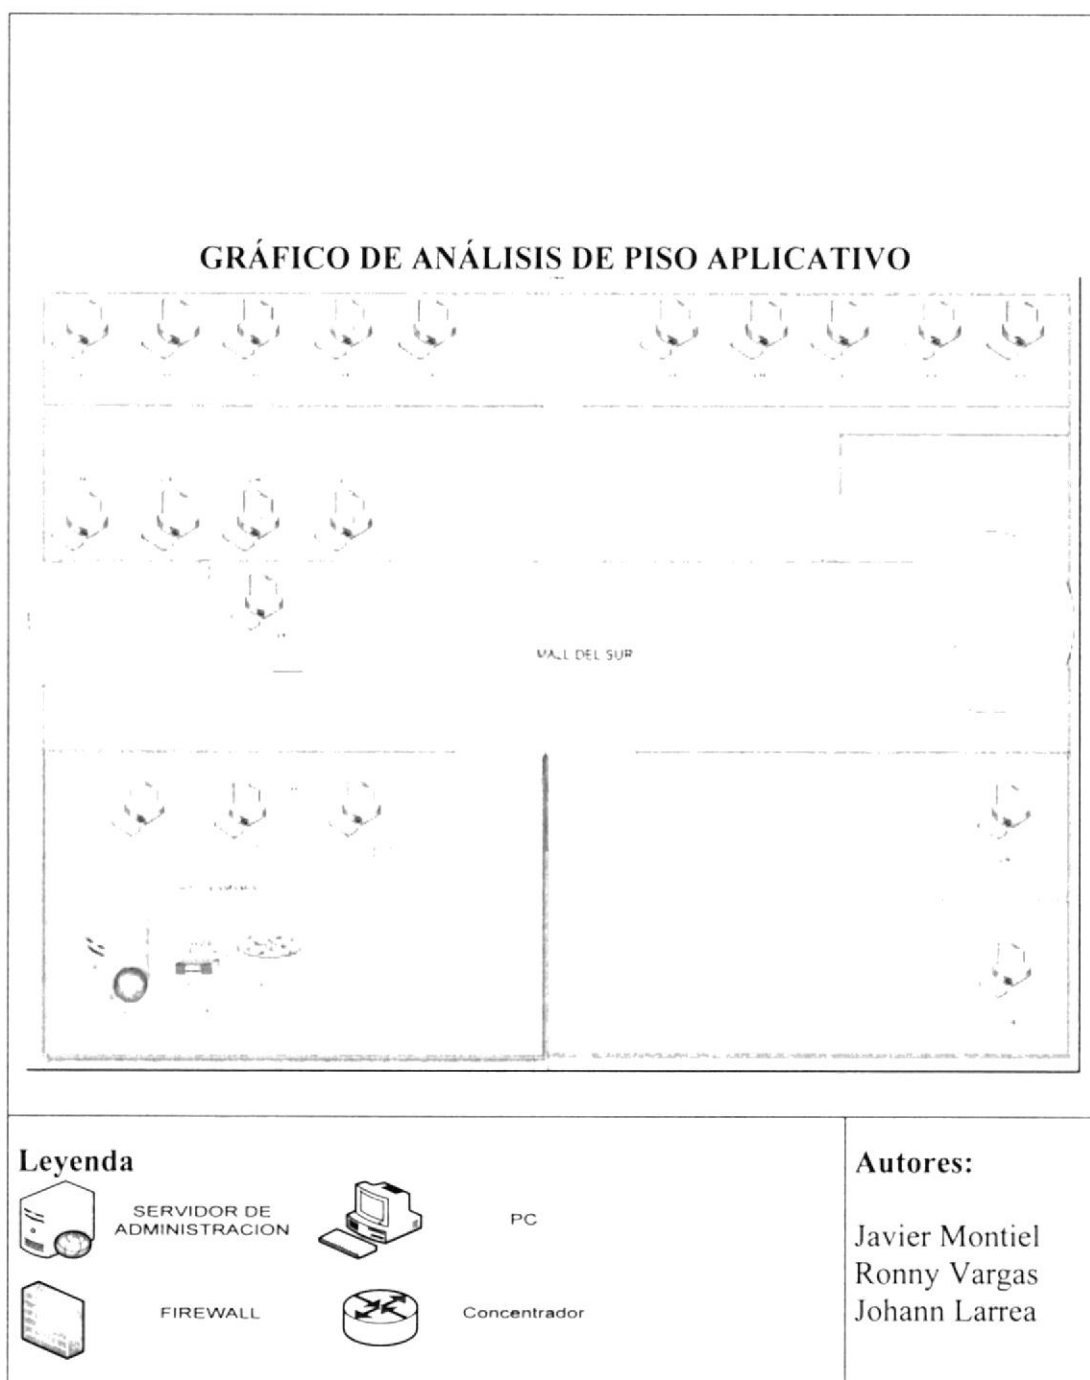 GRÁFICO DE ANÁLISIS DE PISO APLICATIVO
MALL DEL SUR
Leyenda
SERVIDOR DE
ADMINISTRACION
PC
FIREWALL
Concentrador
Autores:
Javier Montiel
Ronny Vargas
Johann Larrea